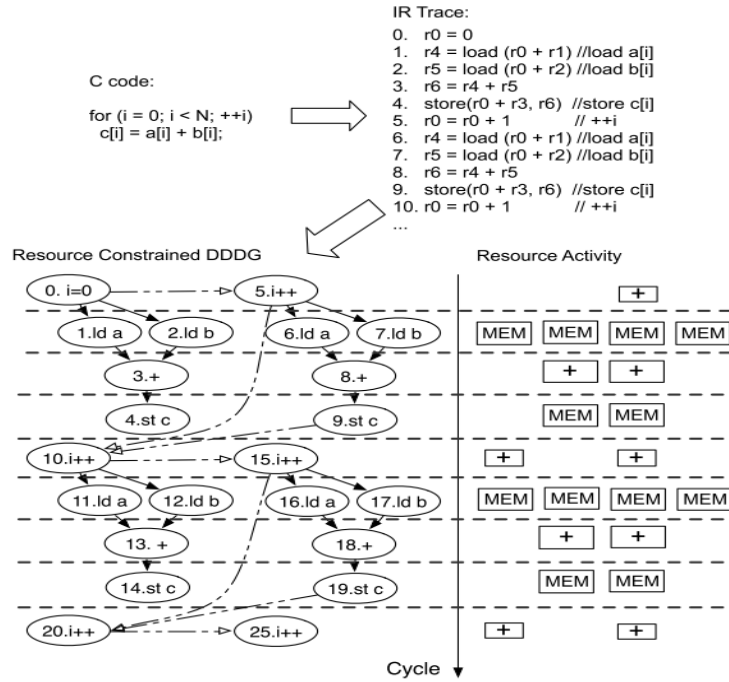 IR Trace:
0. r0 = 0
1. r4 = load (r0 + r1) //load a[i]
2. r5 = load (r0 + r2) //load b[i]
3. r6 = r4 + r5
4. store(r0 + r3, r6) //store c[i]
5. r0 = r0 + 1 // ++i
6. r4 = load (r0 + r1) //load a[i]
7. r5 = load (r0 + r2) //load b[i]
8. r6 = r4 + r5
9. store(r0 + r3, r6) //store c[i]
10. r0 = r0 + 1 // ++i
...
C code:
for (i = 0; i < N; ++i)
c[i] = a[i] + b[i];
Resource Constrained DDDG
Resource Activity
0. i=0 5.i++ +
1.ld a 2.ld b 6.ld a 7.ld b MEM MEM MEM MEM
3.+ 8.+ + +
4.st c 9.st c MEM MEM
10.i++ 15.i++ + +
11.ld a 12.ld b 16.ld a 17.ld b MEM MEM MEM MEM
13. + 18.+ + +
14.st c 19.st c MEM MEM
20.i++ 25.i++ + +
Cycle